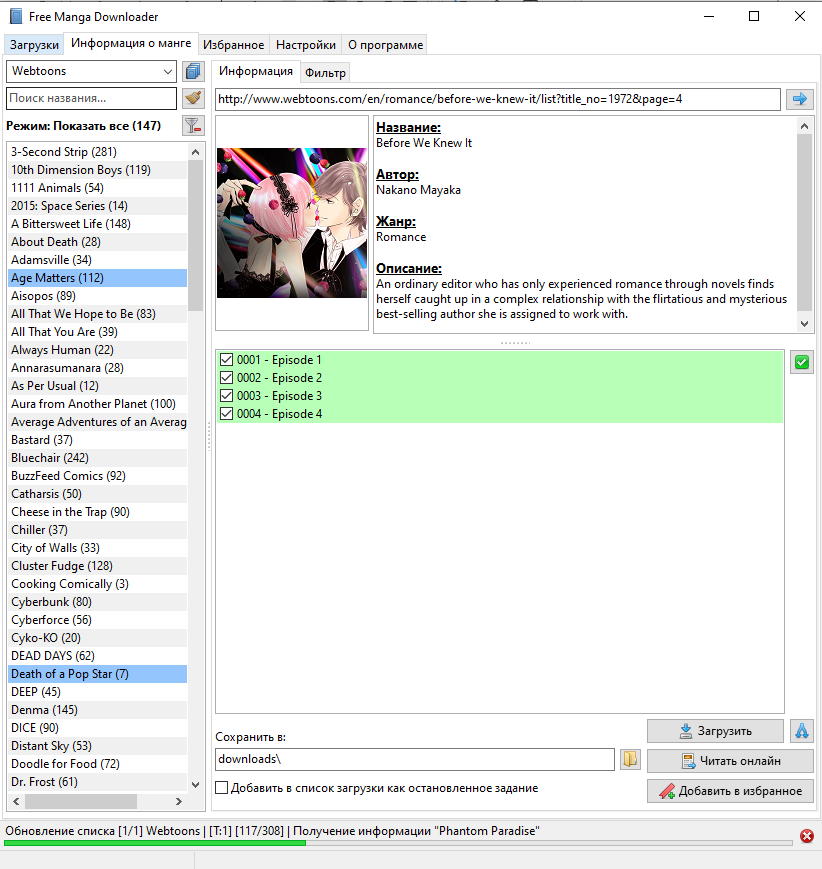 Free Manga Downloader
Загрузки
Информация о манге
Избранное
Настройки
О программе
Webtoons
Поиск названия...
Режим: Показать все (147)
3-Second Strip (281)
10th Dimension Boys (119)
1111 Animals (54)
2015: Space Series (14)
A Bittersweet Life (148)
About Death (28)
Adamsville (34)
Age Matters (112)
Aisopos (89)
All That We Hope to Be (83)
All That You Are (39)
Always Human (22)
Annarasumanara (28)
As Per Usual (12)
Aura from Another Planet (100)
Average Adventures of an Averag
Bastard (37)
Bluechair (242)
BuzzFeed Comics (92)
Catharsis (50)
Cheese in the Trap (90)
Chiller (37)
City of Walls (33)
Cluster Fudge (128)
Cooking Comically (3)
Cyberbunk (80)
Cyberforce (56)
Cyko-KO (20)
DEAD DAYS (62)
Death of a Pop Star (7)
DEEP (45)
Denma (145)
DICE (90)
Distant Sky (53)
Doodle for Food (72)
Dr. Frost (61)
Информация
Фильтр
http://www.webtoons.com/en/romance/before-we-knew-it/list?title_no=1972&page=4
Название:
Before We Knew It
Автор:
Nakano Mayaka
Жанр:
Romance
Описание:
An ordinary editor who has only experienced romance through novels finds
herself caught up in a complex relationship with the flirtatious and mysterious
best-selling author she is assigned to work with.
0001 - Episode 1
0002 - Episode 2
0003 - Episode 3
0004 - Episode 4
Сохранить в:
downloads\
Добавить в список загрузки как остановленное задание
Загрузить
Читать онлайн
Добавить в избранное
Обновление списка [1/1] Webtoons | [T:1] [117/308] | Получение информации "Phantom Paradise"